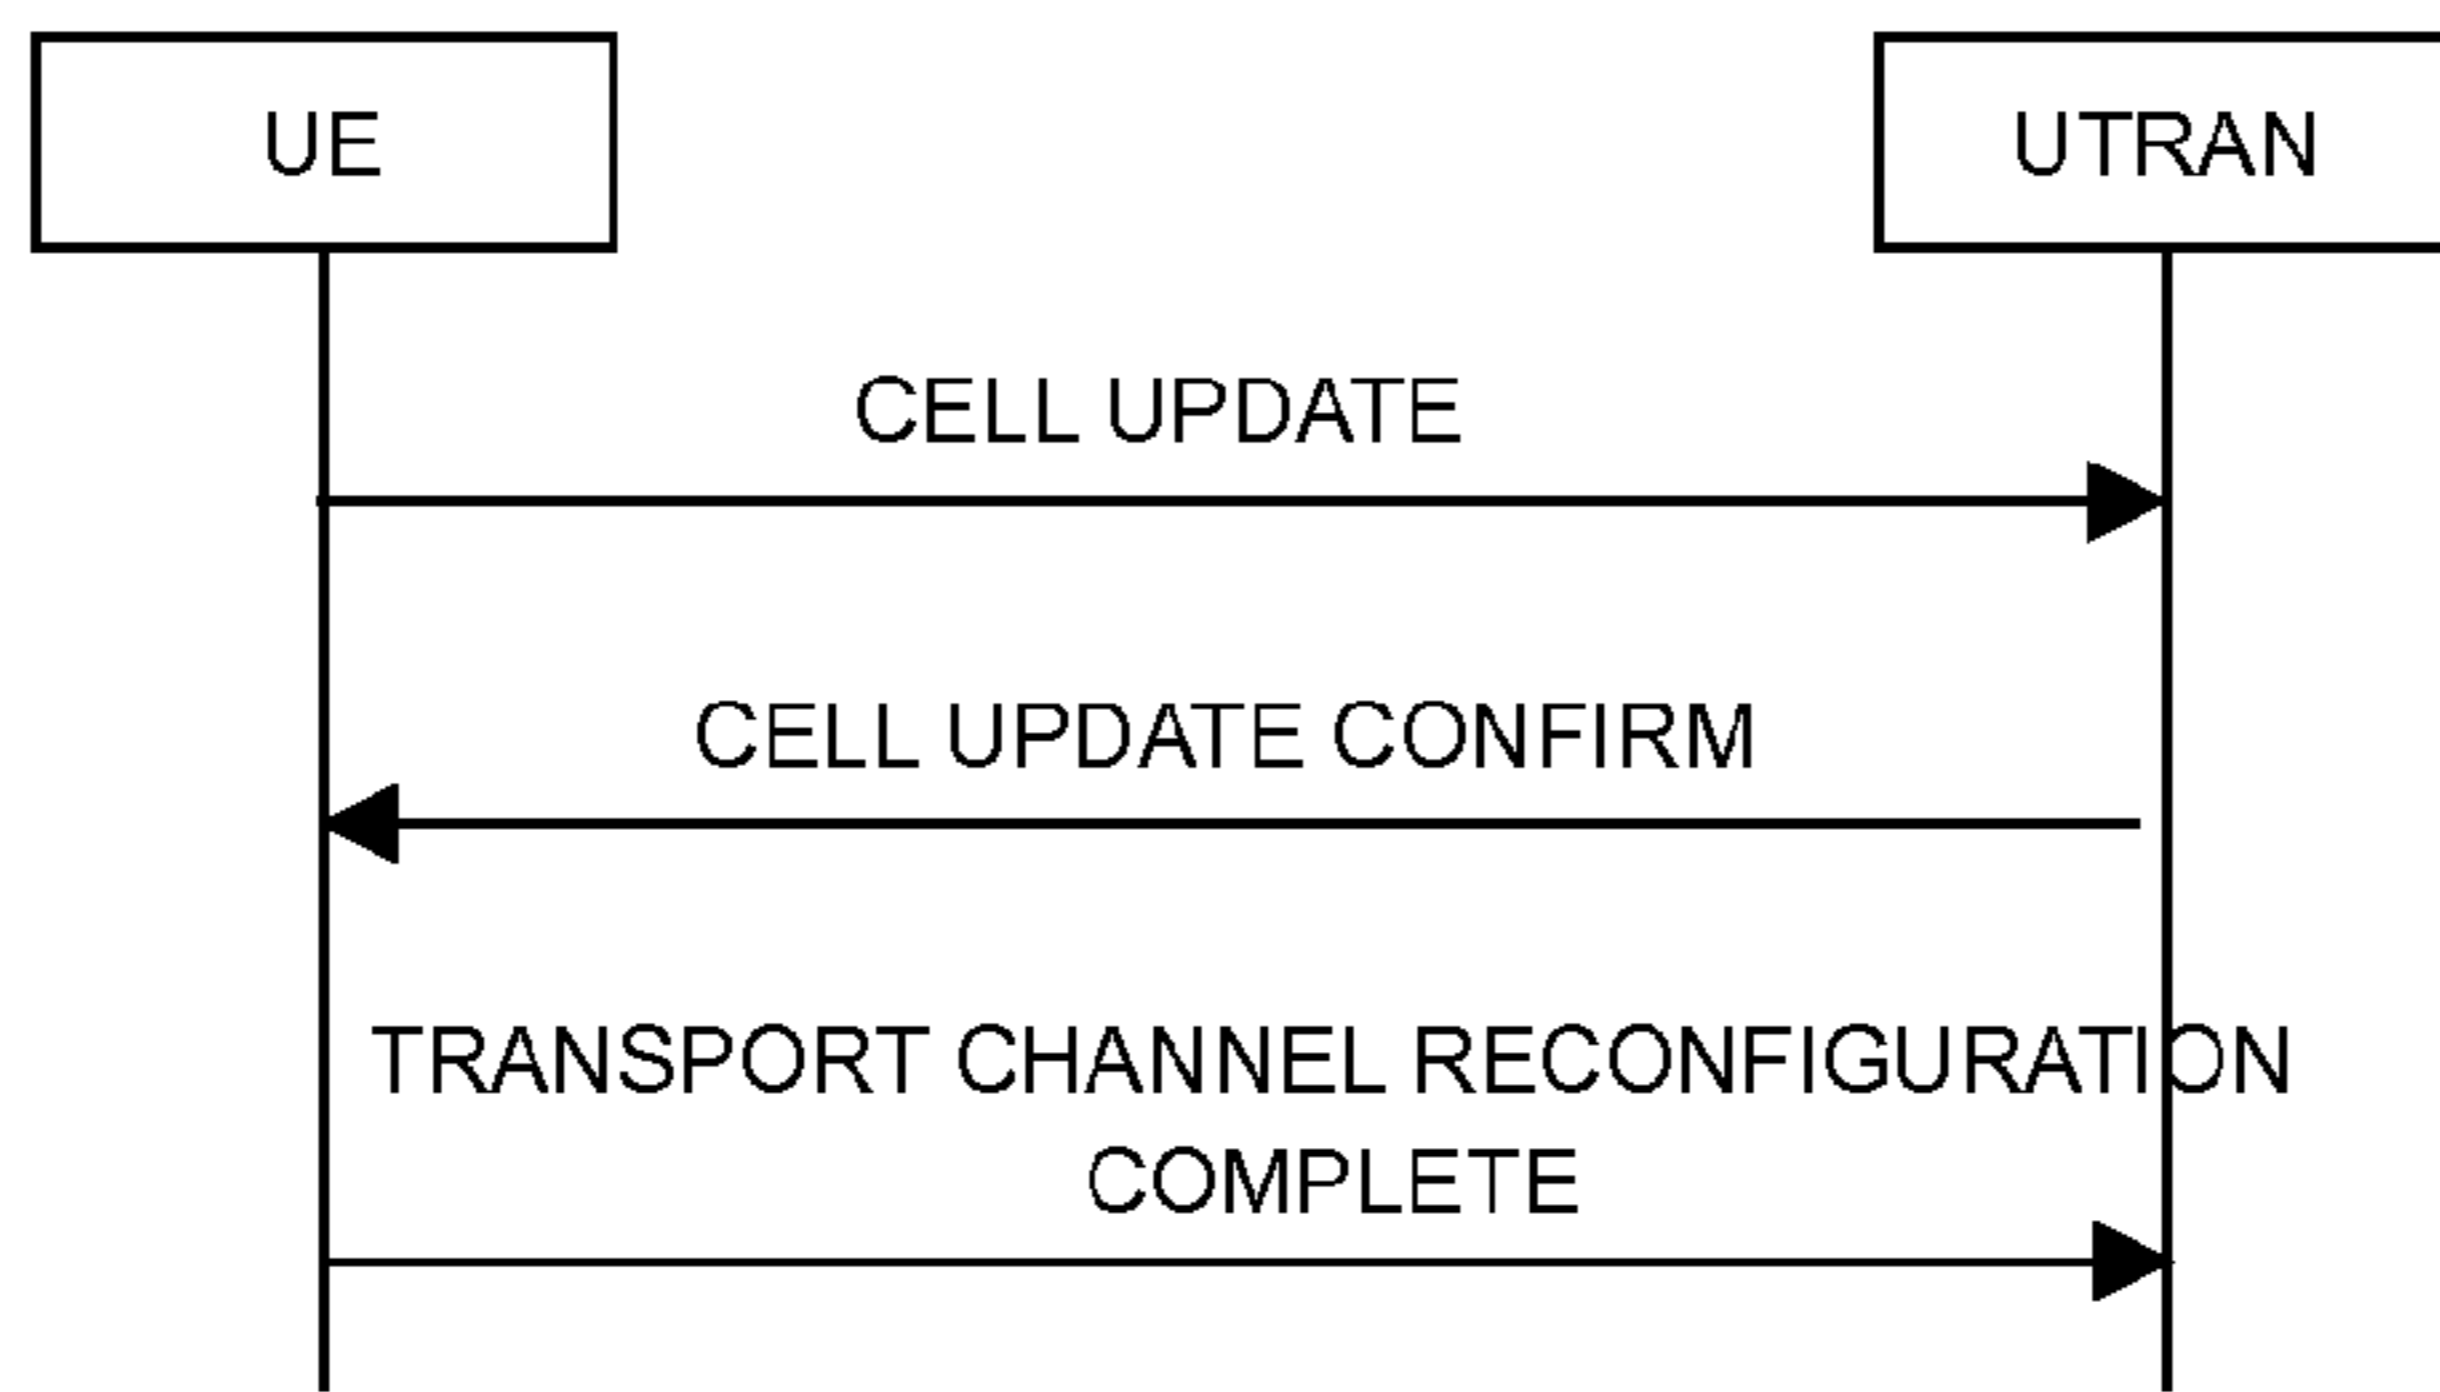 UE
UTRAN
CELL UPDATE
CELL UPDATE CONFIRM
TRANSPORT CHANNEL RECONFIGURATION
COMPLETE